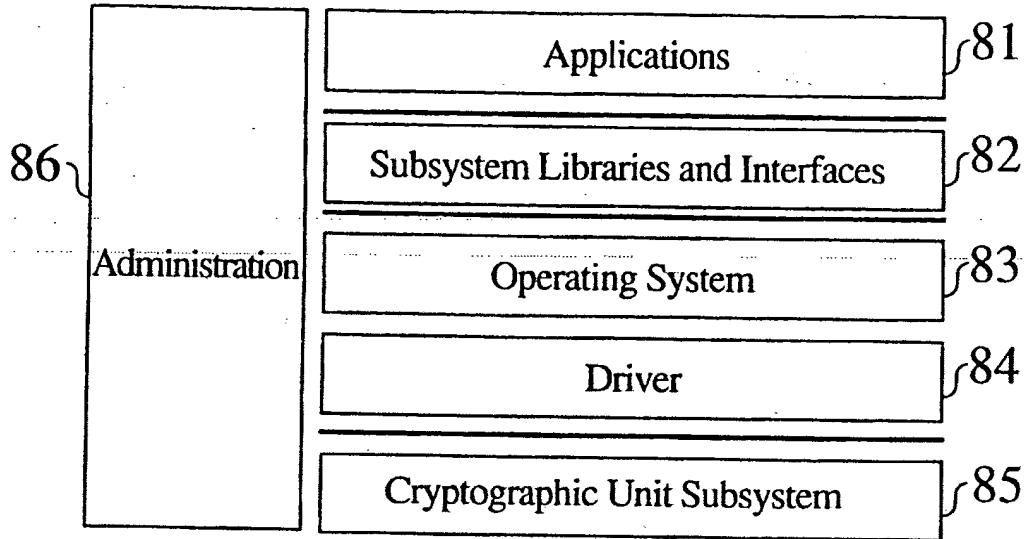 Applications 81
86 Subsystem Libraries and Interfaces 82
Administration Operating System 83
Driver 84
Cryptographic Unit Subsystem 85